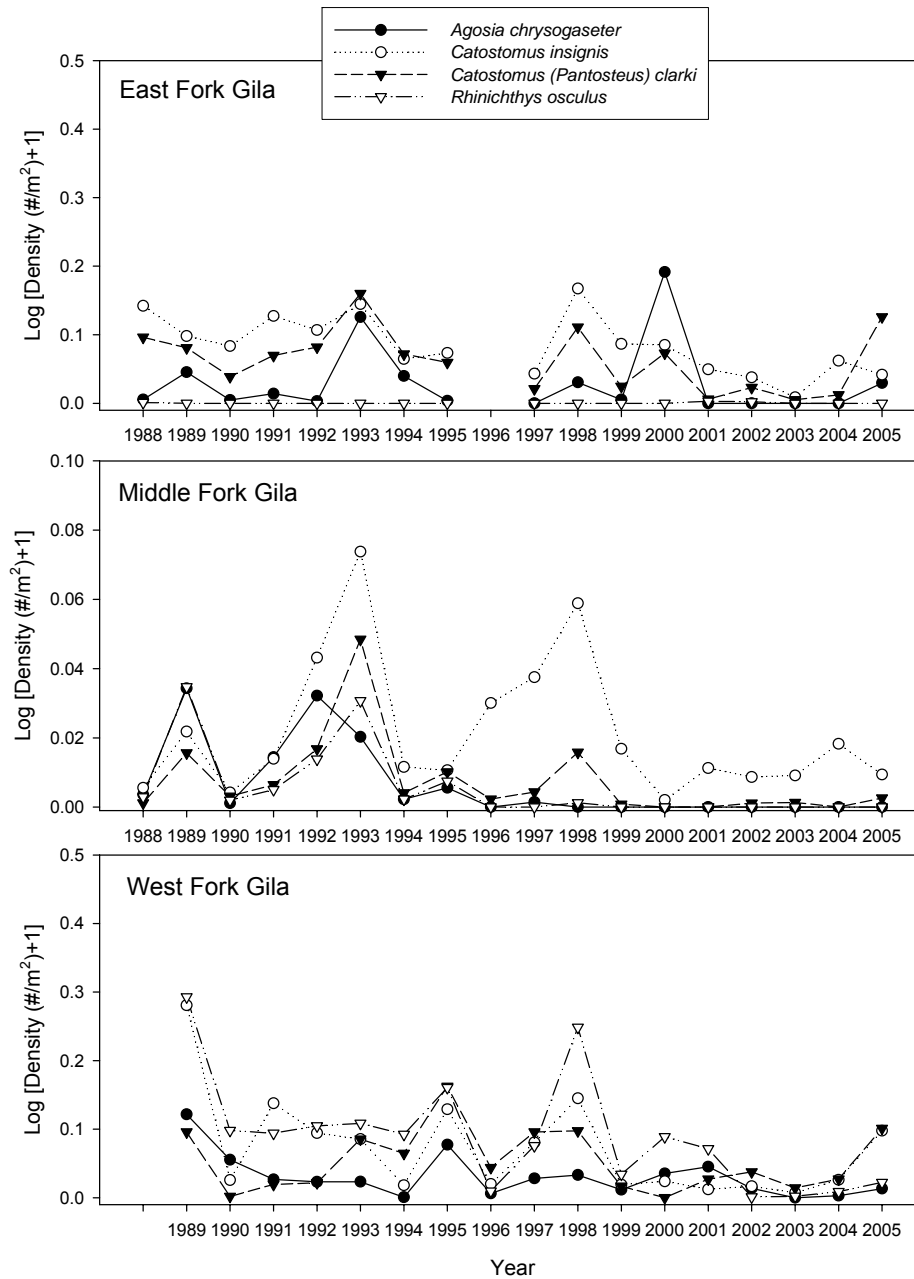 Agosia chrysogaseter
Catostomus insignis
Catostomus (Pantosteus) clarki
Rhinichthys osculus
East Fork Gila
Log [Density (#/m²)+1]
0.5
0.4
0.3
0.2
0.1
0.0
1988 1989 1990 1991 1992 1993 1994 1995 1996 1997 1998 1999 2000 2001 2002 2003 2004 2005
Middle Fork Gila
Log [Density (#/m²)+1]
0.10
0.08
0.06
0.04
0.02
0.00
1988 1989 1990 1991 1992 1993 1994 1995 1996 1997 1998 1999 2000 2001 2002 2003 2004 2005
West Fork Gila
Log [Density (#/m²)+1]
0.5
0.4
0.3
0.2
0.1
0.0
1989 1990 1991 1992 1993 1994 1995 1996 1997 1998 1999 2000 2001 2002 2003 2004 2005
Year